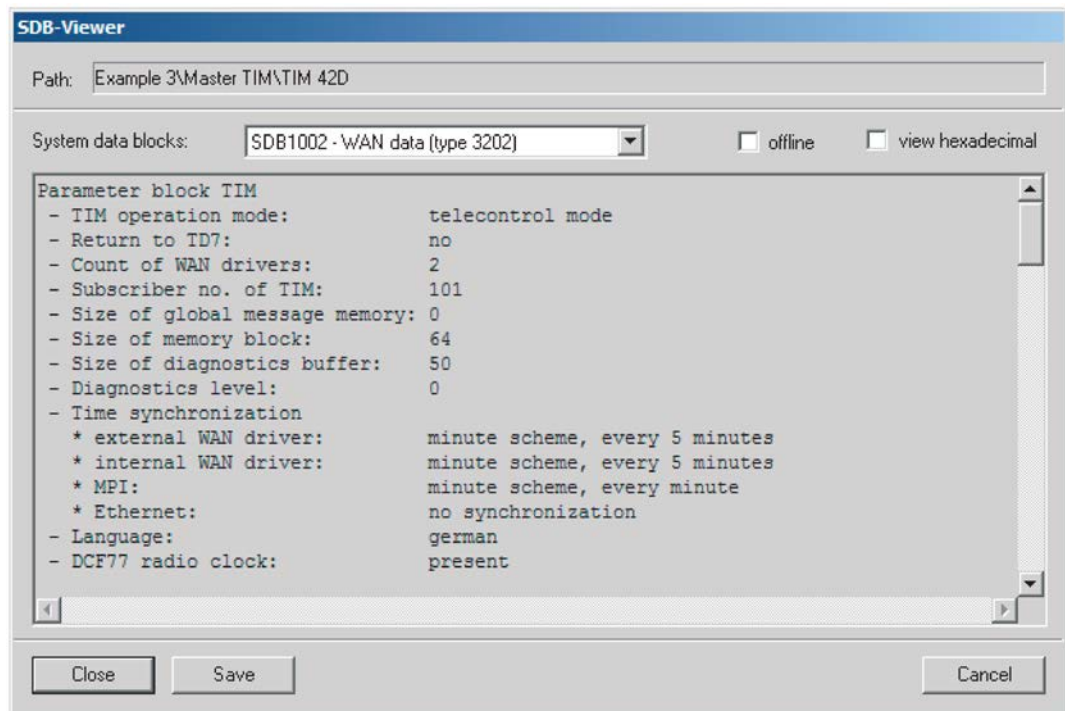 SDB-Viewer
Path: Example 3\Master TIM\TIM 42D
System data blocks: SDB1002 - WAN data (type 3202) offline view hexadecimal
Parameter block TIM
- TIM operation mode: telecontrol mode
- Return to TD7: no
- Count of WAN drivers: 2
- Subscriber no. of TIM: 101
- Size of global message memory: 0
- Size of memory block: 64
- Size of diagnostics buffer: 50
- Diagnostics level: 0
- Time synchronization
* external WAN driver: minute scheme, every 5 minutes
* internal WAN driver: minute scheme, every 5 minutes
* MPI: minute scheme, every minute
* Ethernet: no synchronization
- Language: german
- DCF77 radio clock: present
Close Save Cancel